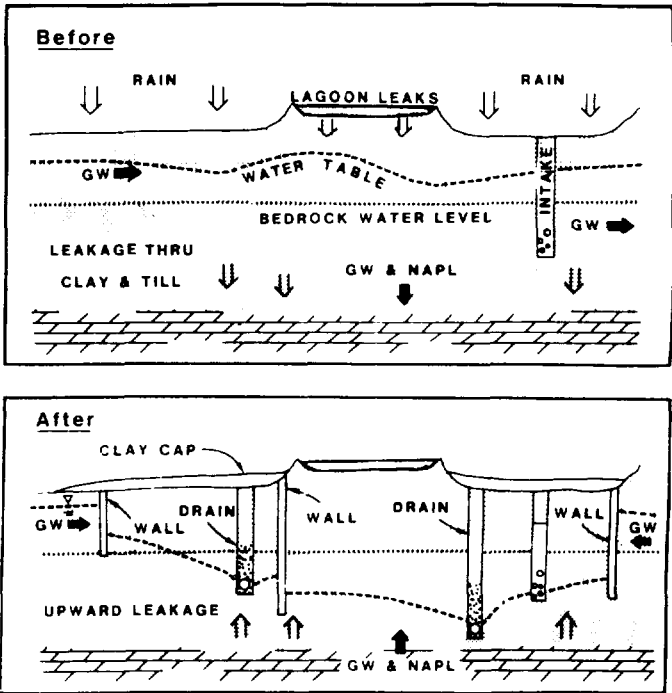 Before
RAIN
RAIN
LAGOON LEAKS
GW
WATER TABLE
INTAKE
BEDROCK WATER LEVEL
GW
LEAKAGE THRU
CLAY & TILL
GW & NAPL
After
CLAY CAP
DRAIN
WALL
DRAIN
WALL
GW
WALL
GW
UPWARD LEAKAGE
GW & NAPL